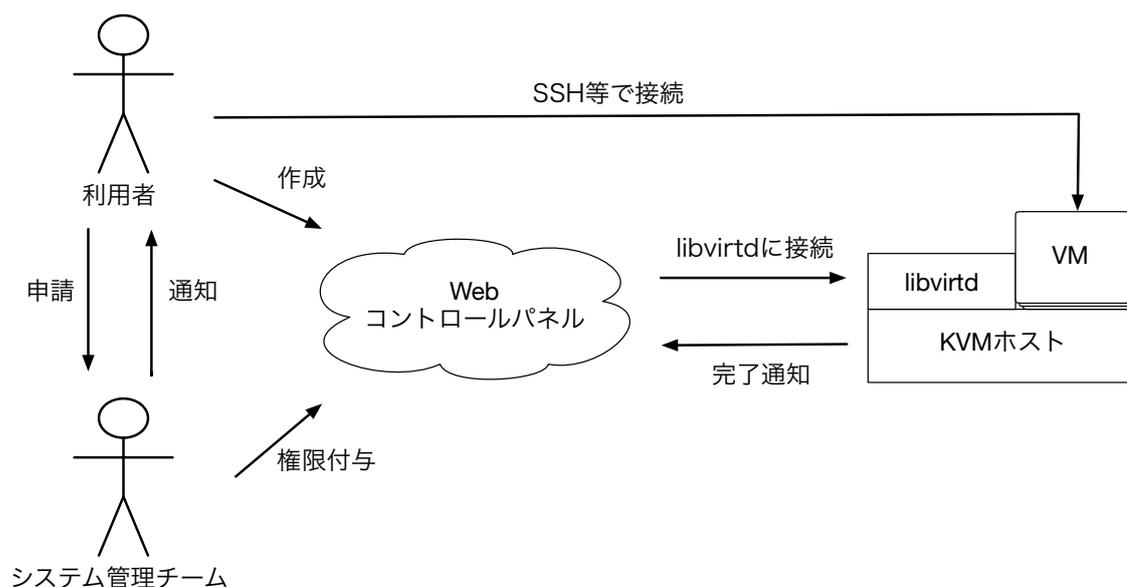 SSH等で接続
作成
利用者
libvirtdに接続
VM
libvirtd
申請
通知
Web
コントロールパネル
KVMホスト
完了通知
権限付与
システム管理チーム